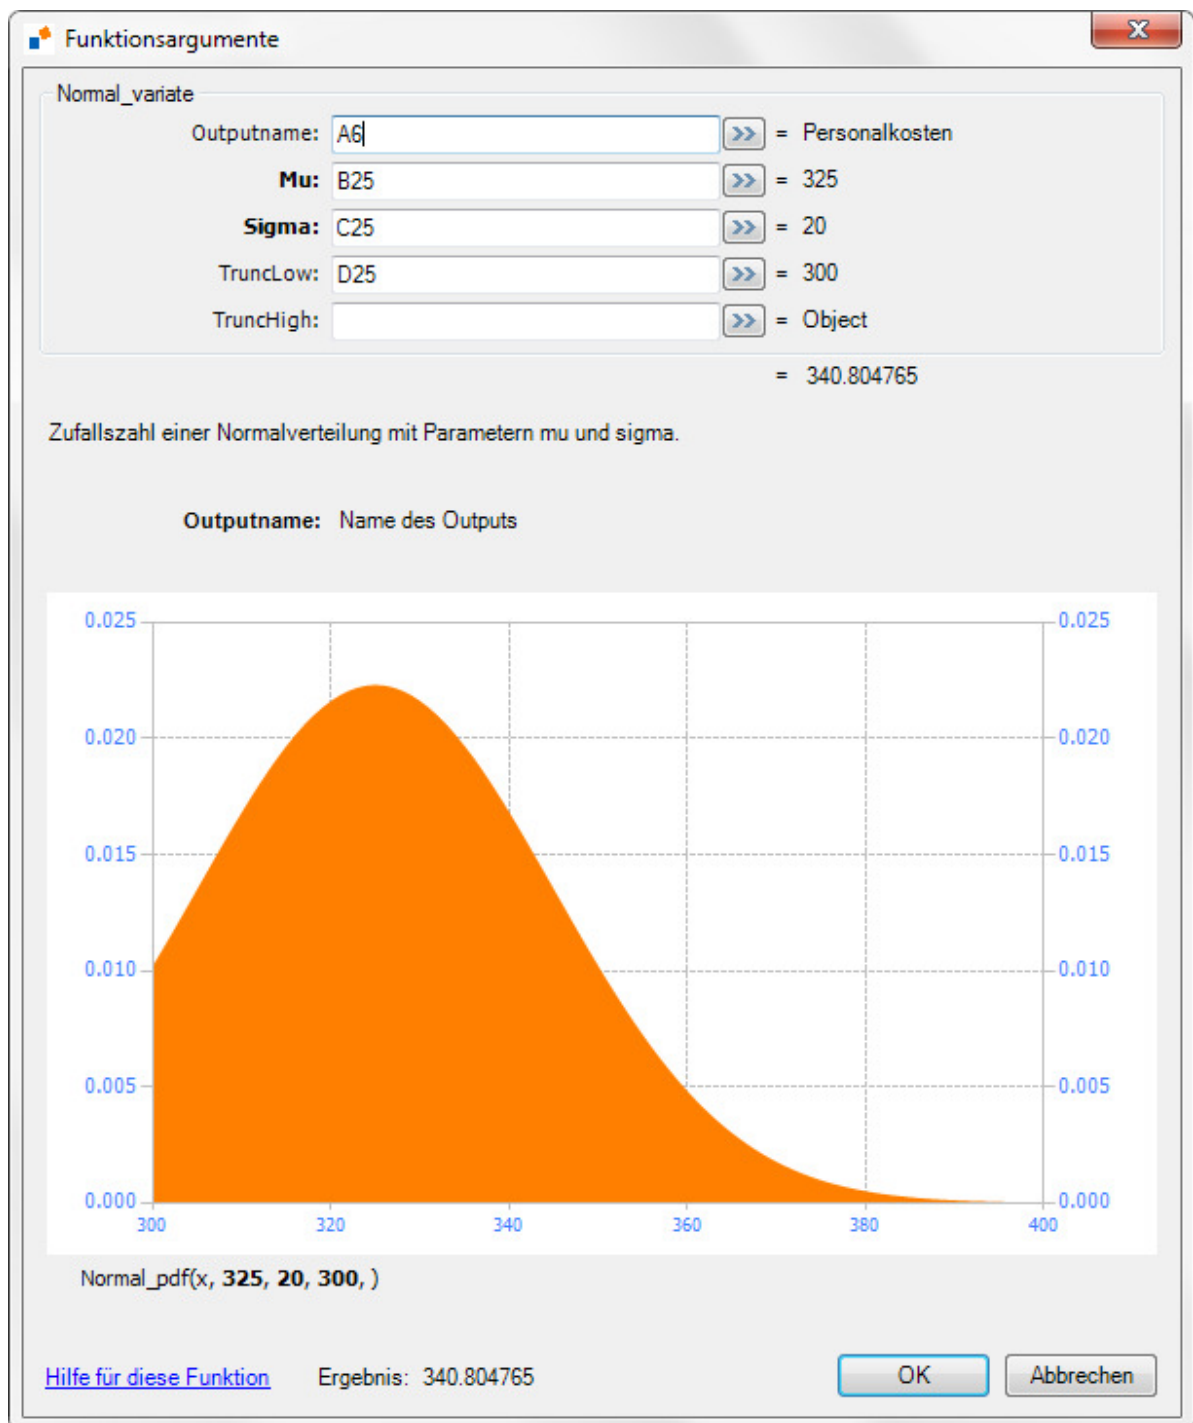 Funktionsargumente
x
Normal_variate
Outputname: A6 >> = Personalkosten
Mu: B25 >> = 325
Sigma: C25 >> = 20
TruncLow: D25 >> = 300
TruncHigh: >> = Object
= 340.804765
Zufallszahl einer Normalverteilung mit Parametern mu und sigma.
Outputname: Name des Outputs
0.025 0.025
0.020 0.020
0.015 0.015
0.010 0.010
0.005 0.005
0.000 0.000
300 320 340 360 380 400
Normal_pdf(x, 325, 20, 300, )
Hilfe für diese Funktion Ergebnis: 340.804765 OK Abbrechen